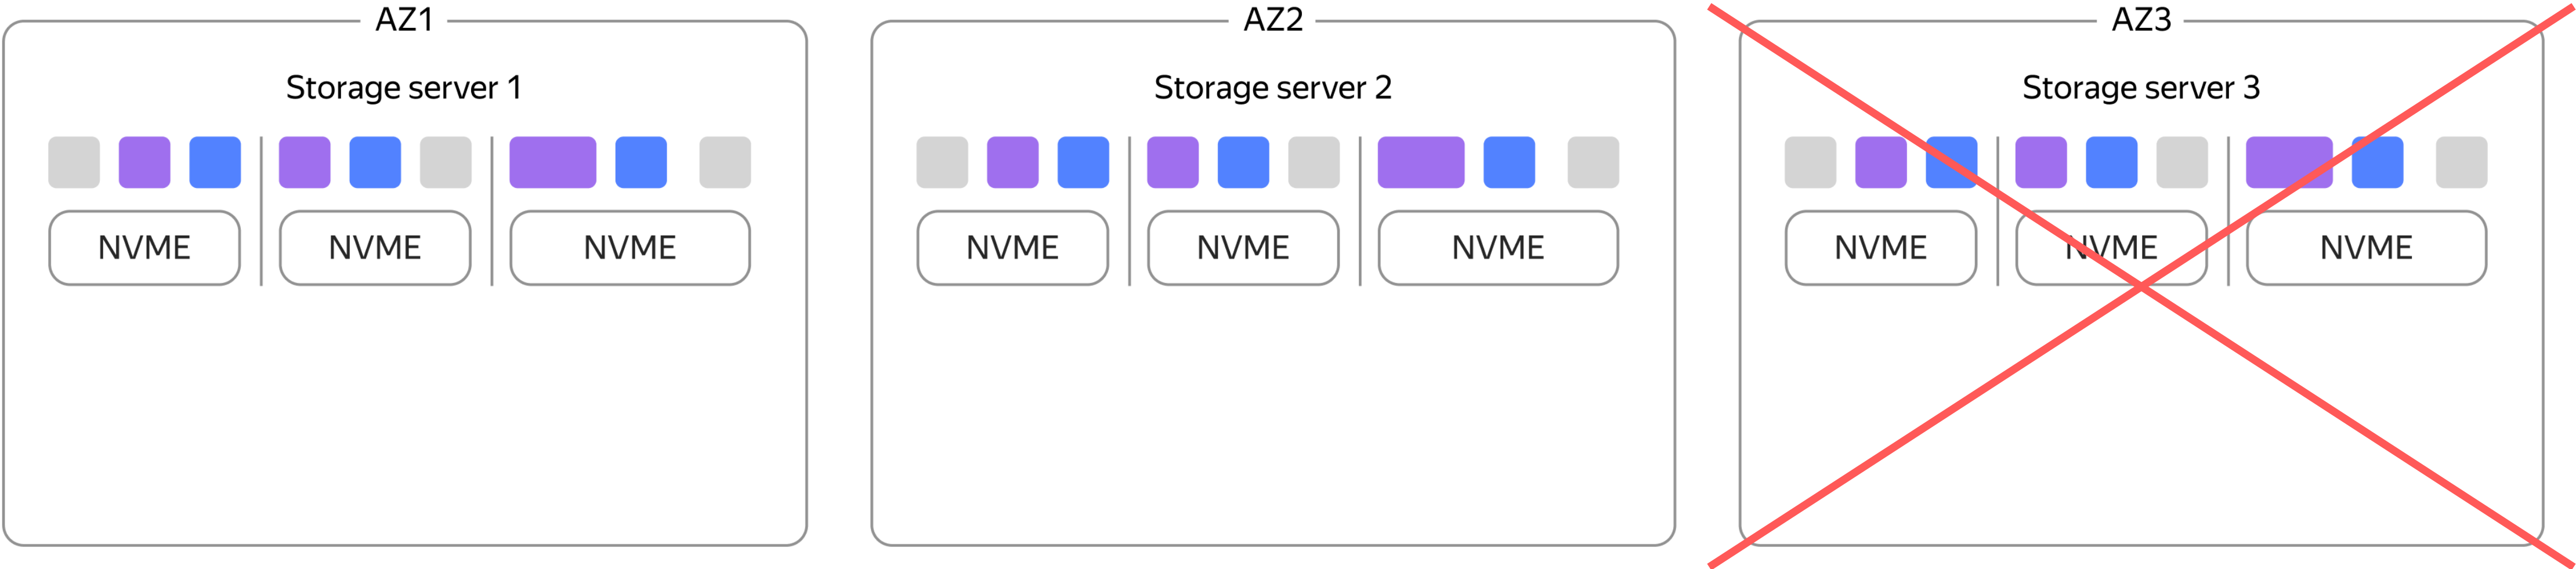 AZ1
Storage server 1
NVME NVME NVME
AZ2
Storage server 2
NVME NVME NVME
AZ3
Storage server 3
NVME NVME NVME